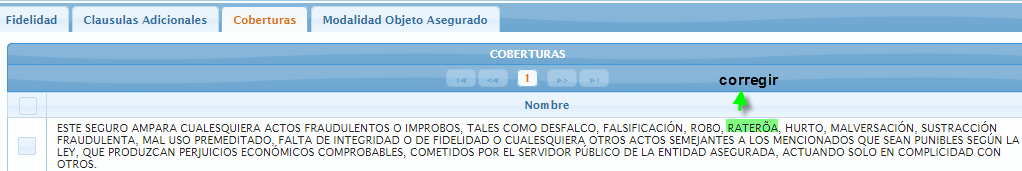 Fidelidad Clausulas Adicionales Coberturas Modalidad Objeto Asegurado
COBERTURAS
1
corregir
Nombre
ESTE SEGURO AMPARA CUALESQUIERA ACTOS FRAUDULENTOS O IMPROBOS, TALES COMO DESFALCO, FALSIFICACIÓN, ROBO, RATERÕA, HURTO, MALVERSACIÓN, SUSTRACCIÓN
FRAUDULENTA, MAL USO PREMEDITADO, FALTA DE INTEGRIDAD O DE FIDELIDAD O CUALESQUIERA OTROS ACTOS SEMEJANTES A LOS MENCIONADOS QUE SEAN PUNIBLES SEGÚN LA
LEY, QUE PRODUZCAN PERJUICIOS ECONÓMICOS COMPROBABLES, COMETIDOS POR EL SERVIDOR PÚBLICO DE LA ENTIDAD ASEGURADA, ACTUANDO SOLO EN COMPLICIDAD CON
OTROS.